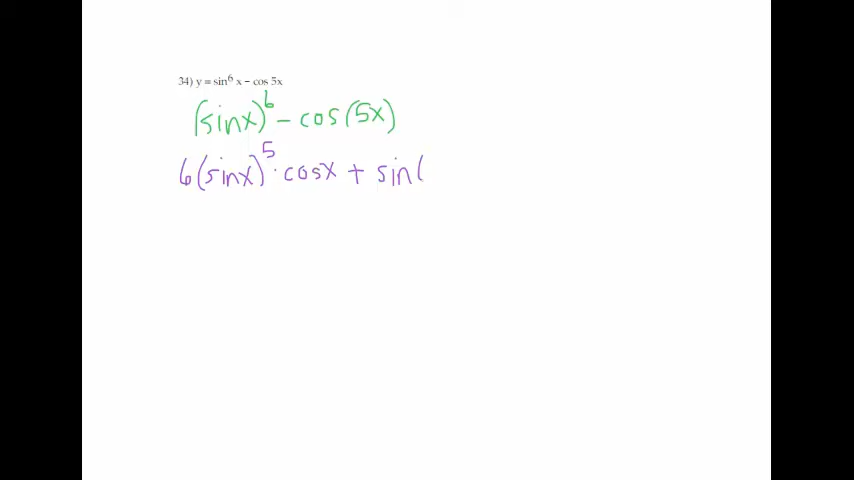 34) y = sin⁶ x – cos 5x
(sinx)⁶ – cos(5x)
6(sinx)⁵ · cosx + sin(